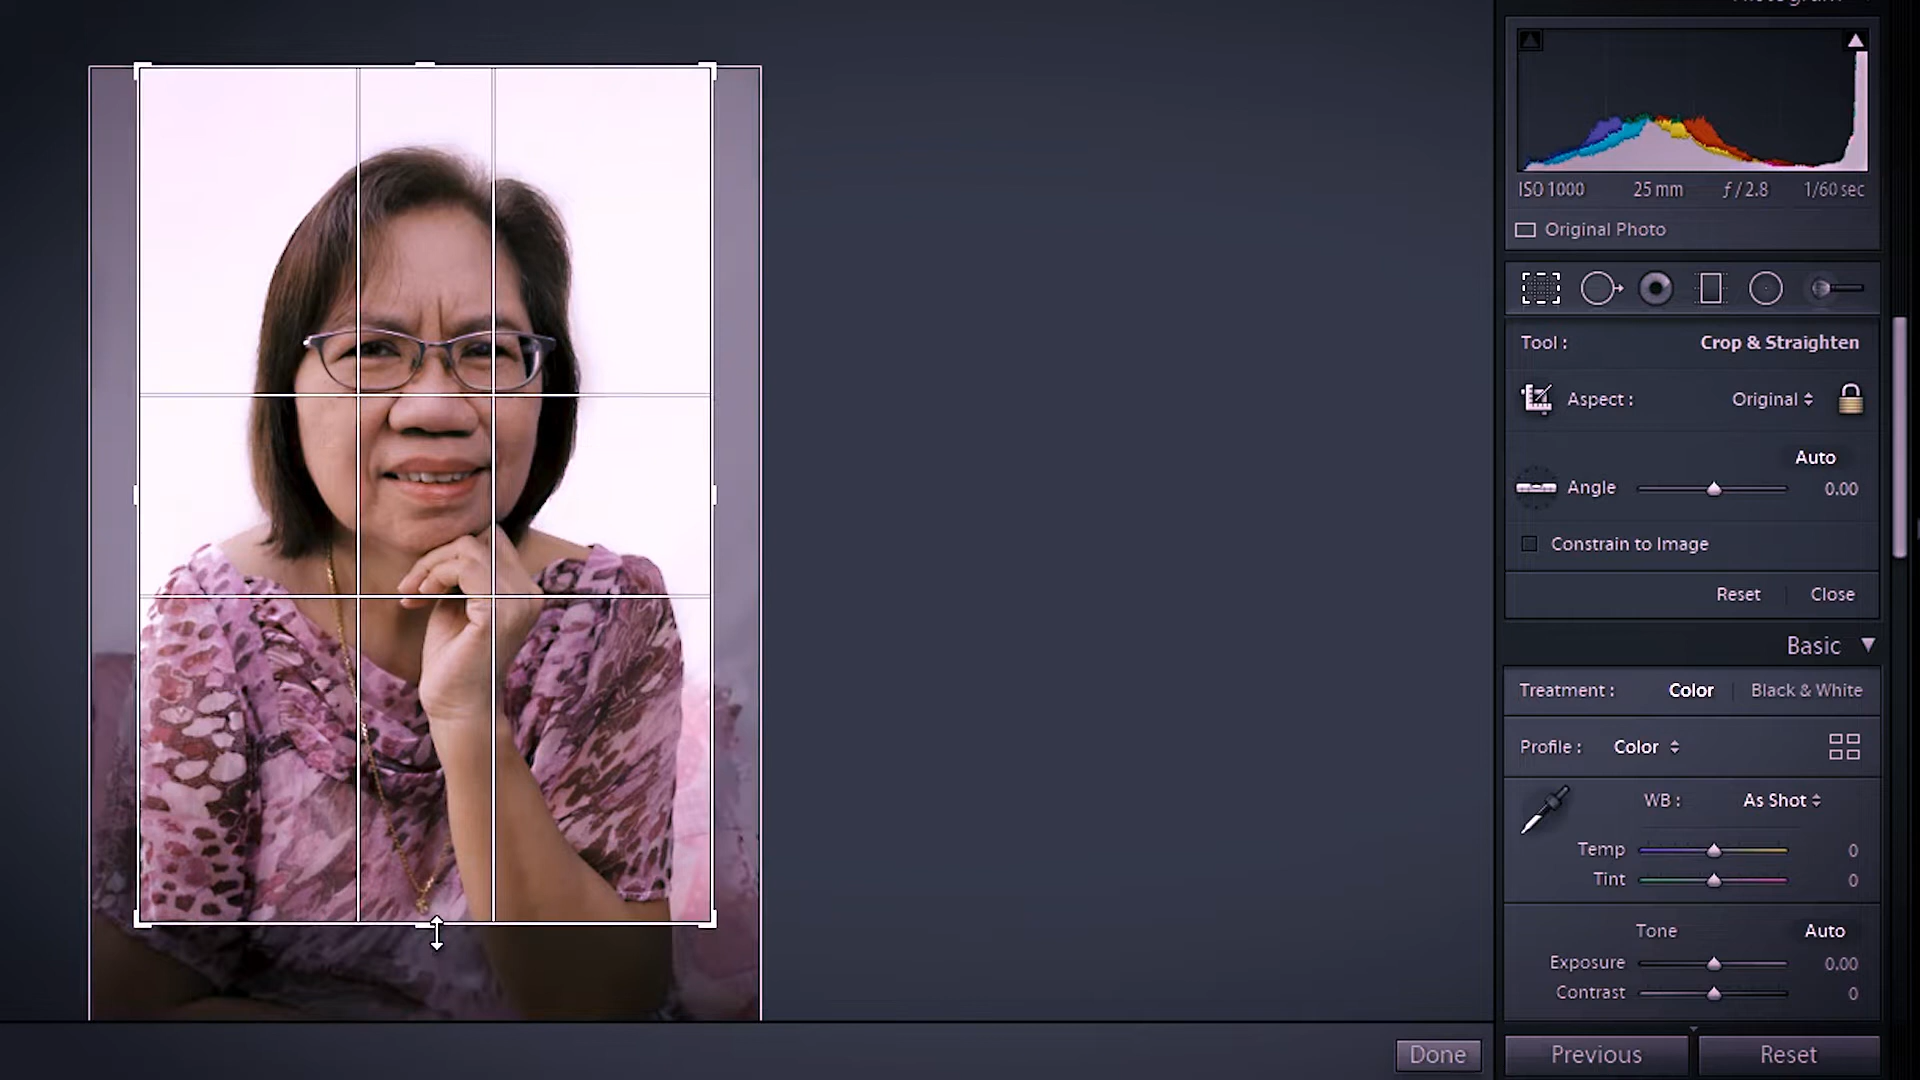 Histogram
ISO 1000 25 mm ƒ / 2.8 1/60 sec
Original Photo
Tool : Crop & Straighten
Aspect : Original
Auto
Angle 0.00
Constrain to Image
Reset Close
Basic
Treatment : Color Black & White
Profile : Color
WB : As Shot
Temp 0
Tint 0
Tone Auto
Exposure 0.00
Contrast 0
Done Previous Reset